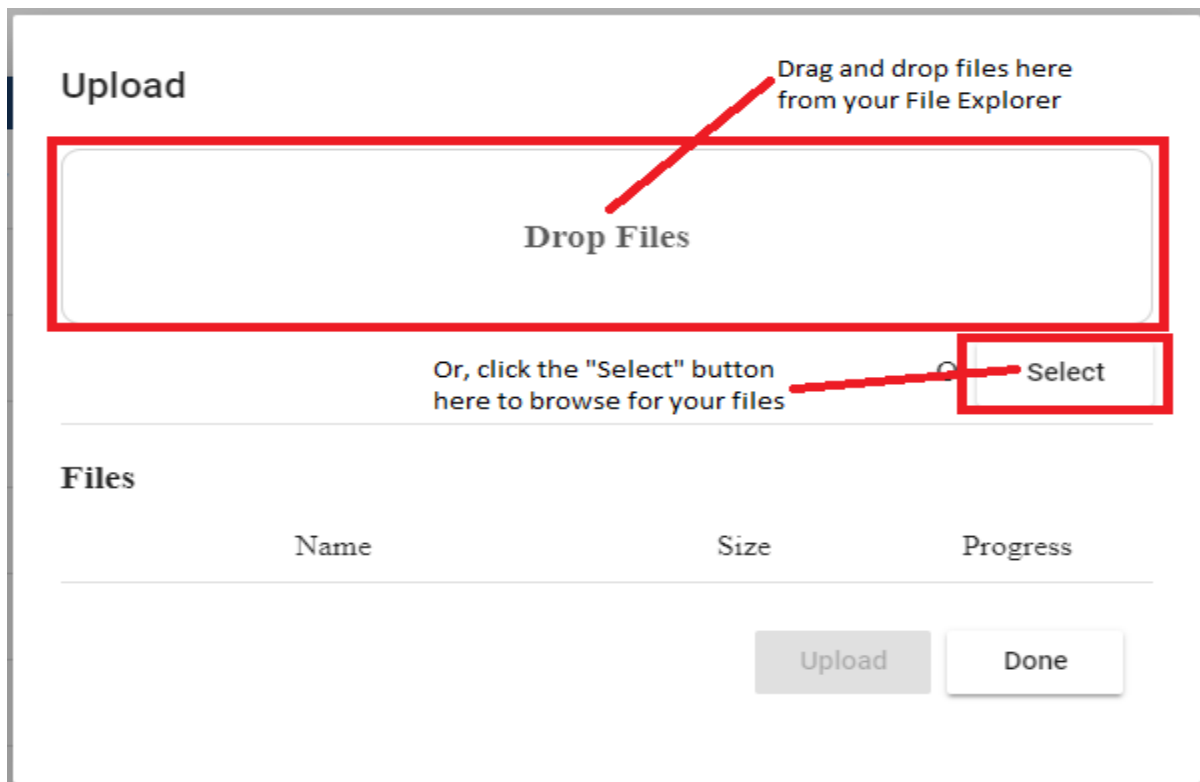 Upload
Drag and drop files here
from your File Explorer
Drop Files
Or, click the "Select" button
here to browse for your files
Select
Files
Name Size Progress
Upload Done